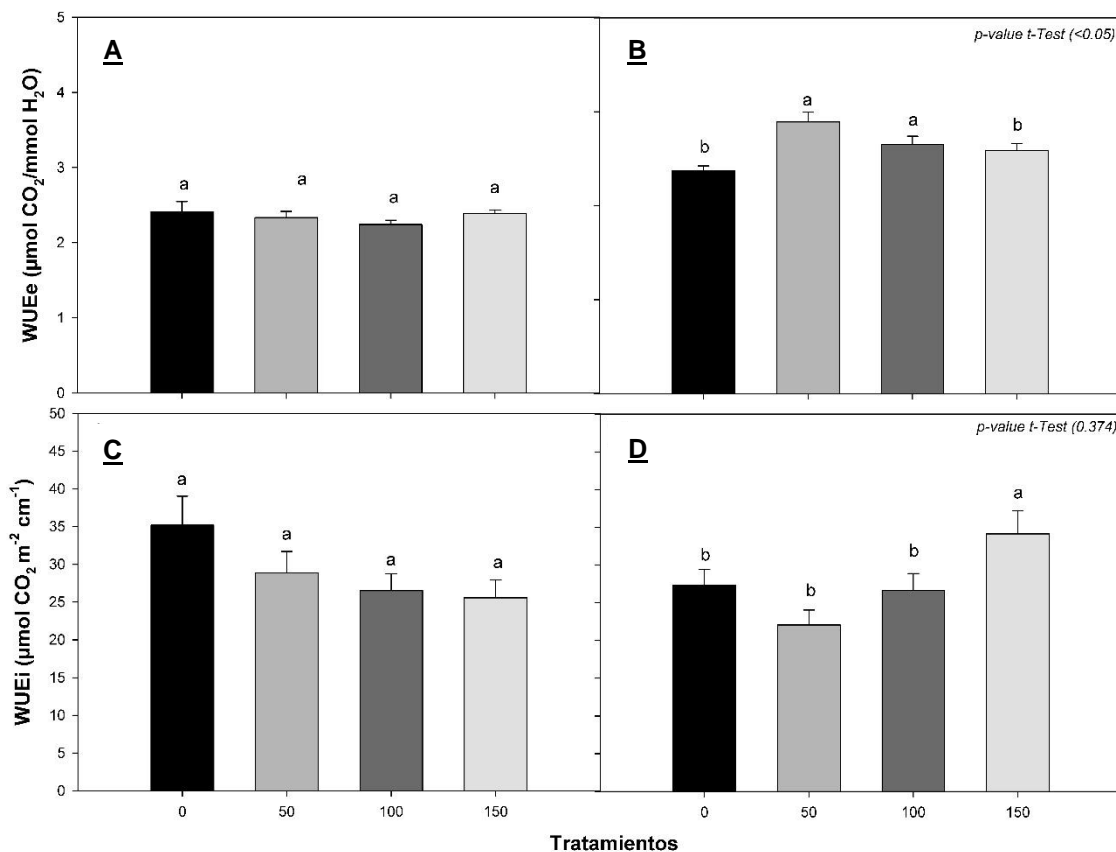 5
4
3
2
1
0
WUEe (µmol CO₂/mmol H₂O)
A
a
a
a
a
B
p-value t-Test (<0.05)
b
a
a
b
50
45
40
35
30
25
20
15
10
5
0
WUEi (µmol CO₂ m⁻² cm⁻¹)
C
a
a
a
a
0 50 100 150
D
p-value t-Test (0.374)
b
b
b
a
0 50 100 150
Tratamientos